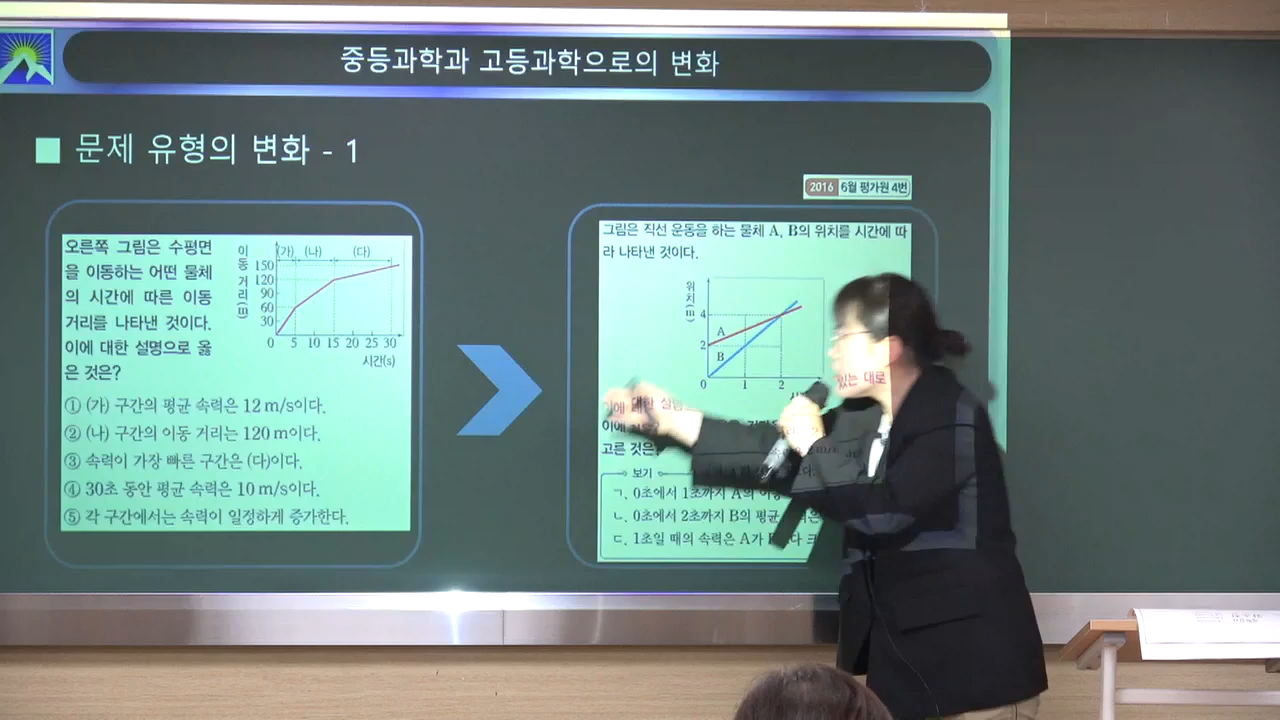 중등과학과 고등과학으로의 변화
■ 문제 유형의 변화 - 1
오른쪽 그림은 수평면
을 이동하는 어떤 물체
의 시간에 따른 이동
거리를 나타낸 것이다.
이에 대한 설명으로 옳
은 것은?
이동 거리(m)
(가) (나) (다)
150
120
90
60
30
0 5 10 15 20 25 30
시간(s)
① (가) 구간의 평균 속력은 12 m/s이다.
② (나) 구간의 이동 거리는 120 m이다.
③ 속력이 가장 빠른 구간은 (다)이다.
④ 30초 동안 평균 속력은 10 m/s이다.
⑤ 각 구간에서는 속력이 일정하게 증가한다.
2016 6월 평가원 4번
그림은 직선 운동을 하는 물체 A, B의 위치를 시간에 따
라 나타낸 것이다.
위치(m)
4
A
2
B
0 1 2
있는 대로
이에 대한
고른 것은?
보기
ㄱ. 0초에서 1초까지 A의
ㄴ. 0초에서 2초까지 B의 평균
ㄷ. 1초일 때의 속력은 A가